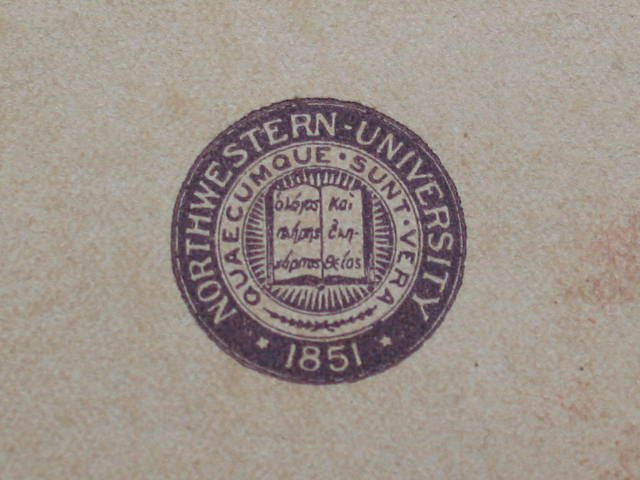 NORTHWESTERN-UNIVERSITY
QUAECUMQUE · SUNT · VERA
ὁ λόγος
πλήρης
χάριτος
καὶ
ἀλη-
θείας
* 1851 *